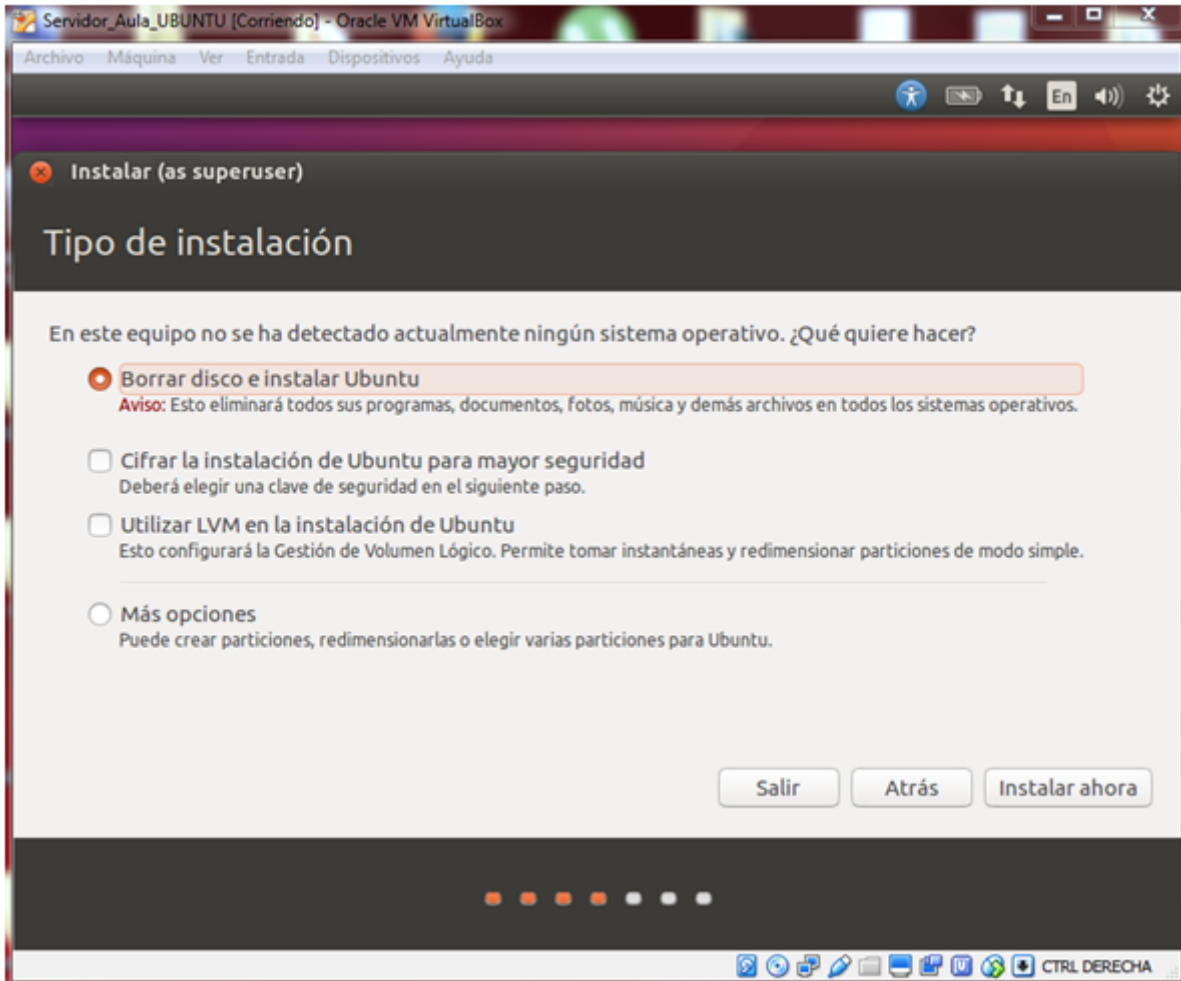 Servidor_Aula_UBUNTU [Corriendo] - Oracle VM VirtualBox
Archivo Máquina Ver Entrada Dispositivos Ayuda
En
Instalar (as superuser)
Tipo de instalación
En este equipo no se ha detectado actualmente ningún sistema operativo. ¿Qué quiere hacer?
Borrar disco e instalar Ubuntu
Aviso: Esto eliminará todos sus programas, documentos, fotos, música y demás archivos en todos los sistemas operativos.
Cifrar la instalación de Ubuntu para mayor seguridad
Deberá elegir una clave de seguridad en el siguiente paso.
Utilizar LVM en la instalación de Ubuntu
Esto configurará la Gestión de Volumen Lógico. Permite tomar instantáneas y redimensionar particiones de modo simple.
Más opciones
Puede crear particiones, redimensionarlas o elegir varias particiones para Ubuntu.
Salir Atrás Instalar ahora
CTRL DERECHA